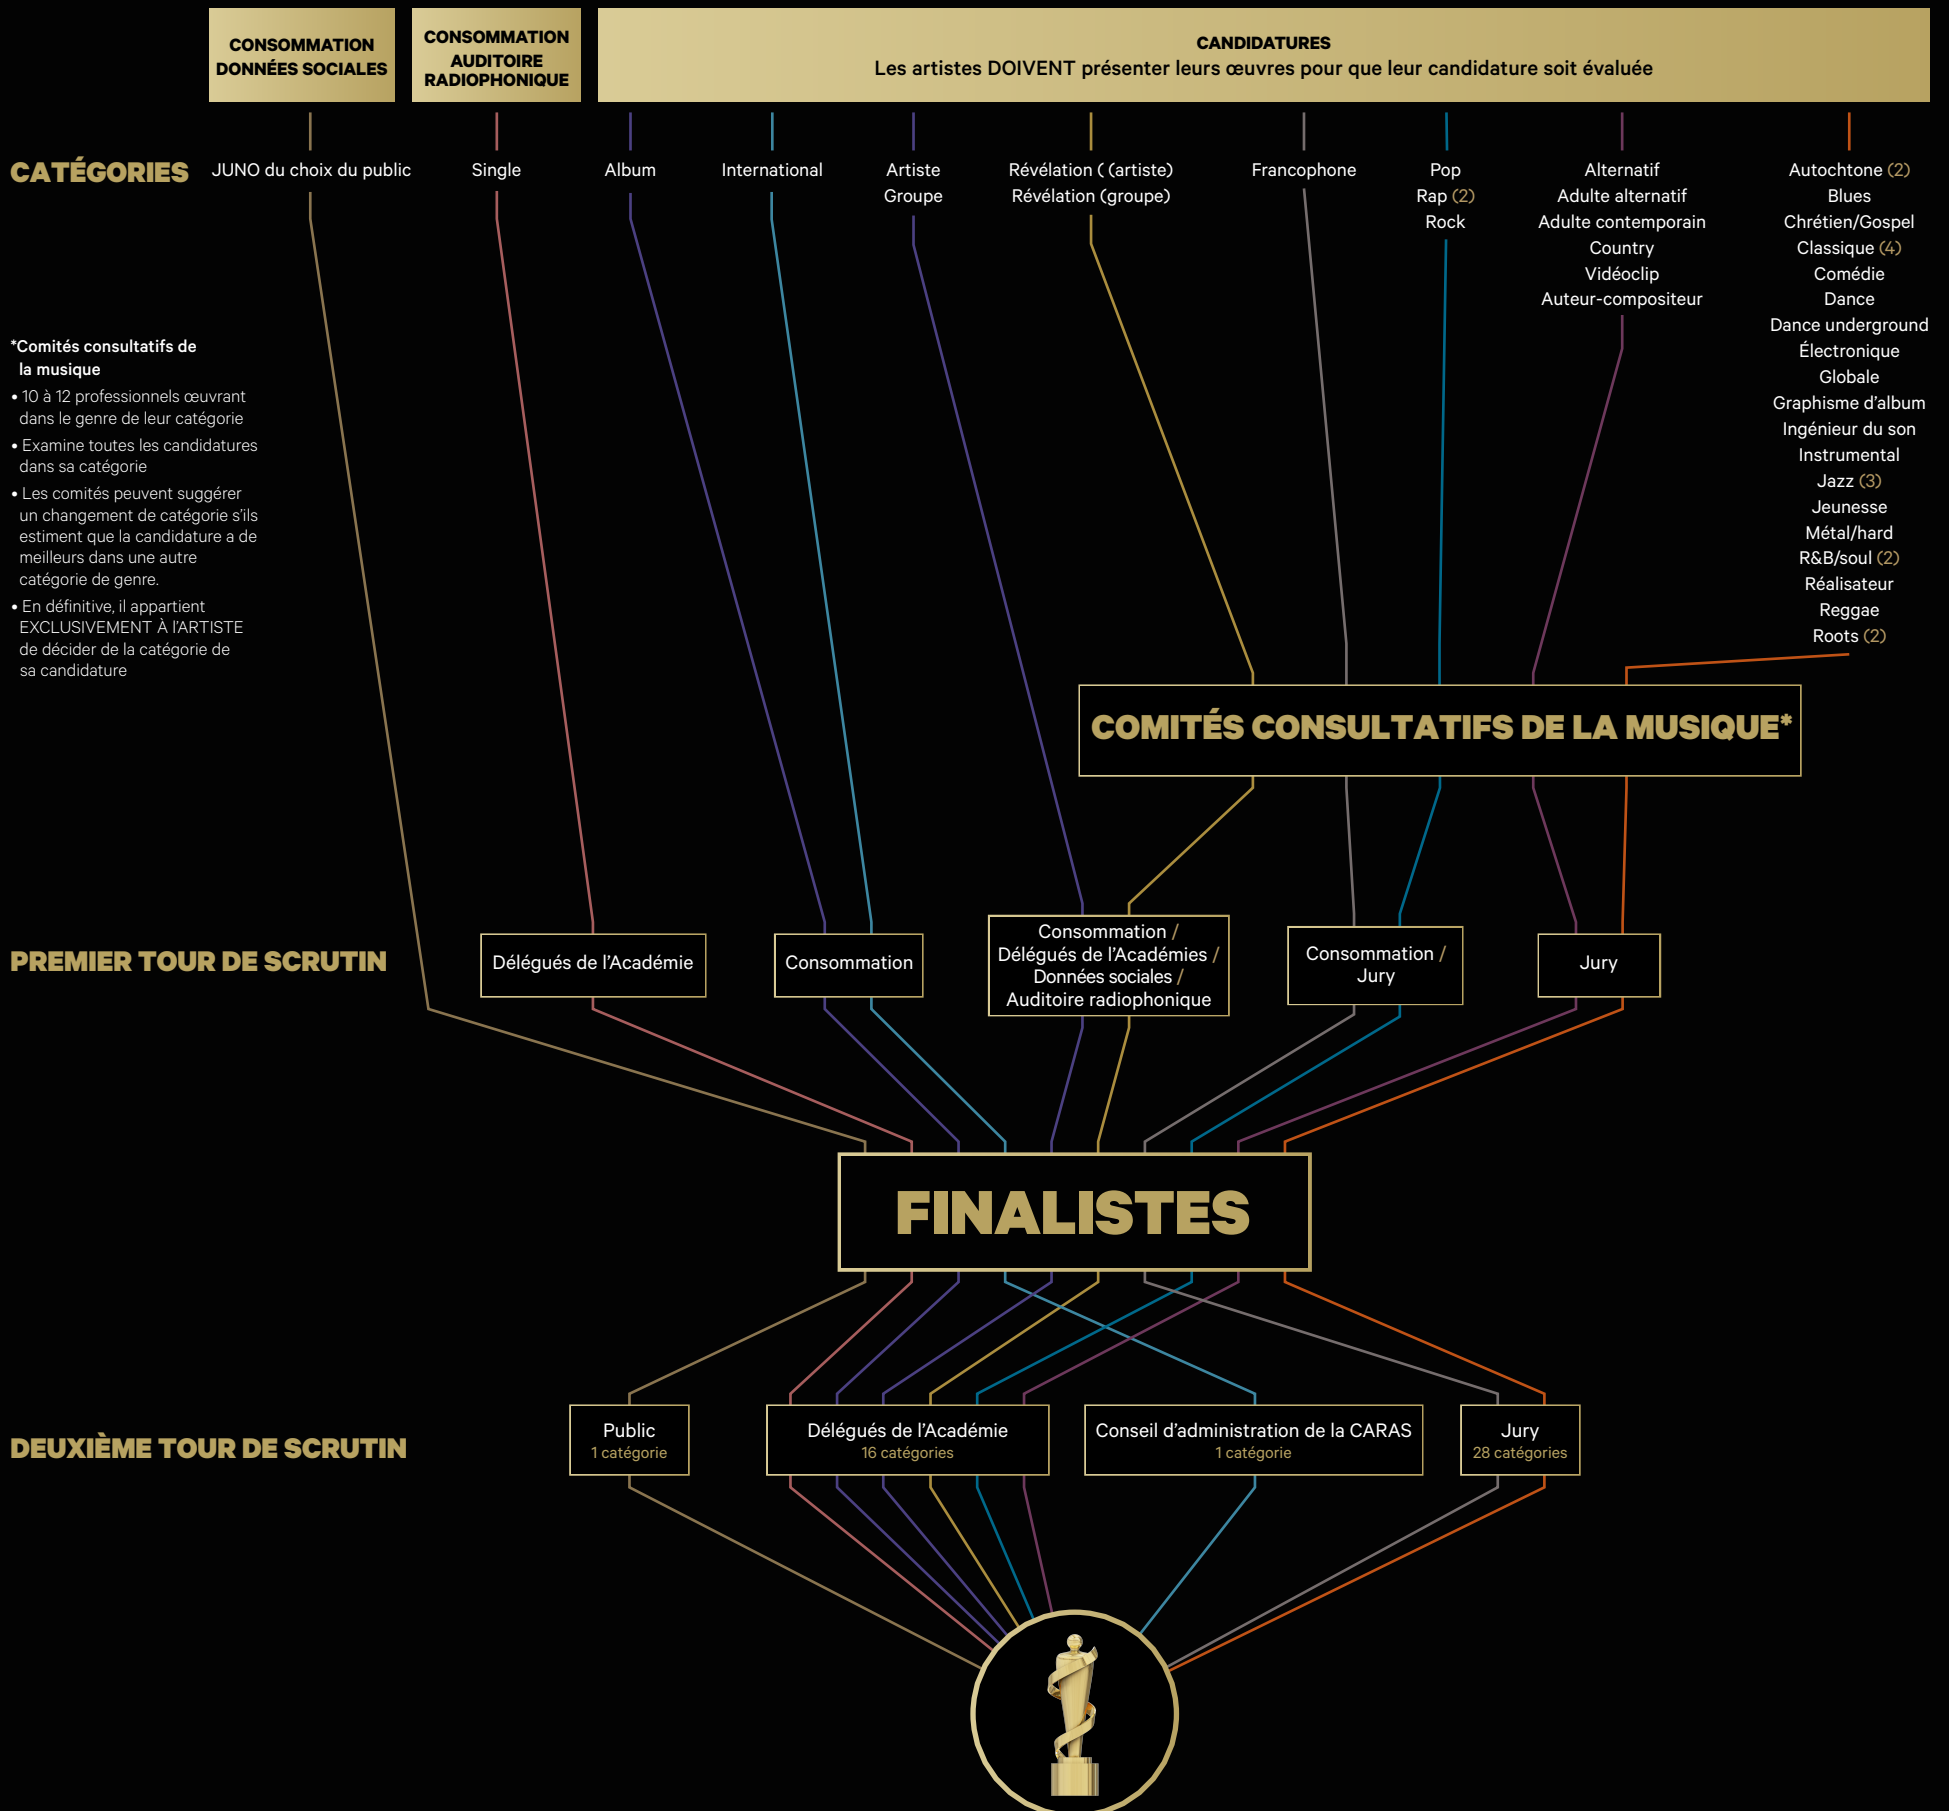 CONSOMMATION
DONNÉES SOCIALES
CONSOMMATION
AUDITOIRE
RADIOPHONIQUE
CANDIDATURES
Les artistes DOIVENT présenter leurs œuvres pour que leur candidature soit évaluée
CATÉGORIES
JUNO du choix du public
Single
Album
International
Artiste
Groupe
Révélation ( (artiste)
Révélation (groupe)
Francophone
Pop
Rap (2)
Rock
Alternatif
Adulte alternatif
Adulte contemporain
Country
Vidéoclip
Auteur-compositeur
Autochtone (2)
Blues
Chrétien/Gospel
Classique (4)
Comédie
Dance
Dance underground
Électronique
Globale
Graphisme d'album
Ingénieur du son
Instrumental
Jazz (3)
Jeunesse
Métal/hard
R&B/soul (2)
Réalisateur
Reggae
Roots (2)
*Comités consultatifs de
la musique
• 10 à 12 professionnels œuvrant
dans le genre de leur catégorie
• Examine toutes les candidatures
dans sa catégorie
• Les comités peuvent suggérer
un changement de catégorie s'ils
estiment que la candidature a de
meilleurs dans une autre
catégorie de genre.
• En définitive, il appartient
EXCLUSIVEMENT À l'ARTISTE
de décider de la catégorie de
sa candidature
COMITÉS CONSULTATIFS DE LA MUSIQUE*
PREMIER TOUR DE SCRUTIN
Délégués de l'Académie
Consommation
Consommation /
Délégués de l'Académies /
Données sociales /
Auditoire radiophonique
Consommation /
Jury
Jury
FINALISTES
DEUXIÈME TOUR DE SCRUTIN
Public
1 catégorie
Délégués de l'Académie
16 catégories
Conseil d'administration de la CARAS
1 catégorie
Jury
28 catégories